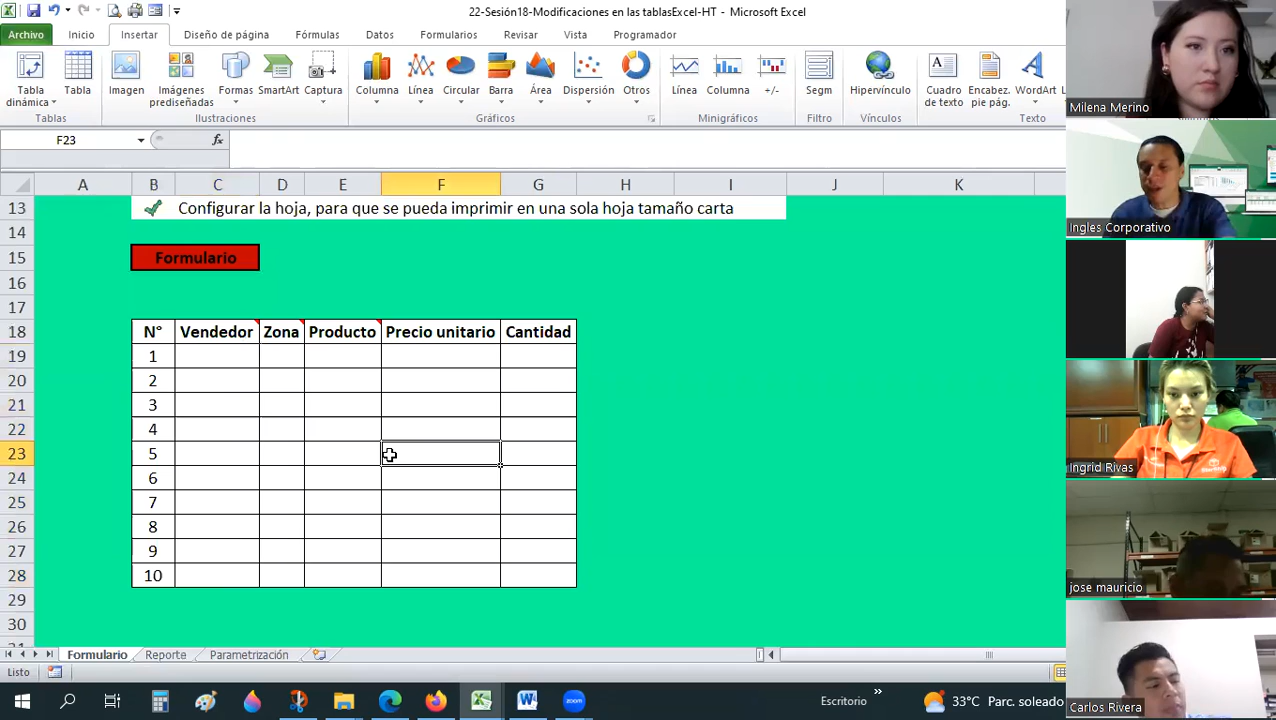 22-Sesión18-Modificaciones en las tablasExcel-HT - Microsoft Excel
Archivo Inicio Insertar Diseño de página Fórmulas Datos Formularios Revisar Vista Programador
Tabla dinámica Tabla Imagen Imágenes prediseñadas Formas SmartArt Captura Columna Línea Circular Barra Área Dispersión Otros Línea Columna +/- Segm Hipervínculo Cuadro de texto Encabez. pie pág. WordArt
Tablas Ilustraciones Gráficos Minigráficos Filtro Vínculos Texto
F23 fx
A B C D E F G H I J K
13 Configurar la hoja, para que se pueda imprimir en una sola hoja tamaño carta
14
15 Formulario
16
17
18 N° Vendedor Zona Producto Precio unitario Cantidad
19 1
20 2
21 3
22 4
23 5
24 6
25 7
26 8
27 9
28 10
29
30
Formulario Reporte Parametrización
Listo
Escritorio » 33°C Parc. soleado
zoom
Milena Merino
Ingles Corporativo
Ingrid Rivas
jose mauricio
Carlos Rivera